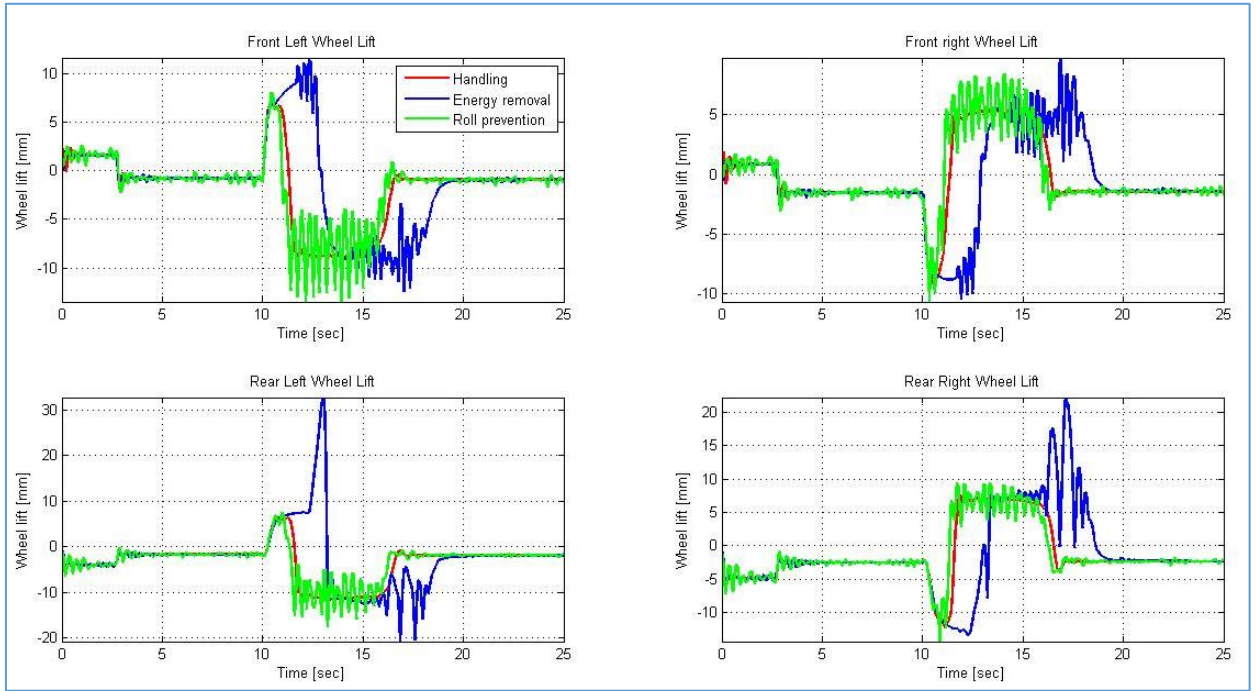 Front Left Wheel Lift
Wheel lift [mm]
10
5
0
-5
-10
0 5 10 15 20 25
Time [sec]
Handling
Energy removal
Roll prevention
Front right Wheel Lift
Wheel lift [mm]
5
0
-5
-10
0 5 10 15 20 25
Time [sec]
Rear Left Wheel Lift
Wheel lift [mm]
30
20
10
0
-10
-20
0 5 10 15 20 25
Time [sec]
Rear Right Wheel Lift
Wheel lift [mm]
20
15
10
5
0
-5
-10
0 5 10 15 20 25
Time [sec]